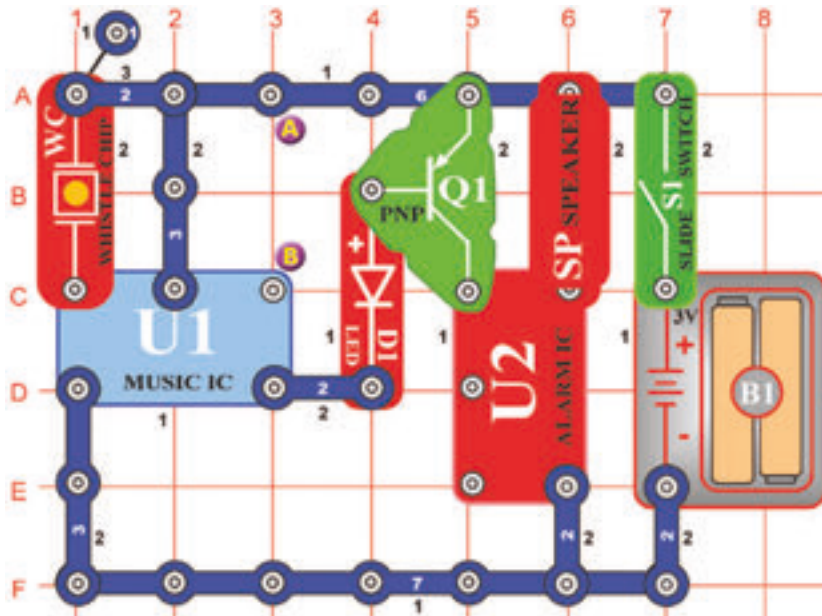 1 2 3 4 5 6 7 8
1 1
3 1
A 2 6
A
WC
WHISTLE CHIP
2 2 2 2
B
PNP Q1
SP SPEAKER
S1
SLIDE SWITCH
3
B
C
U1
MUSIC IC
+
D1
LED
1
U2
ALARM IC
1 1
3V
+
-
B1
D 2
1 2
E
3 2 2 2 2 2
F 7
1